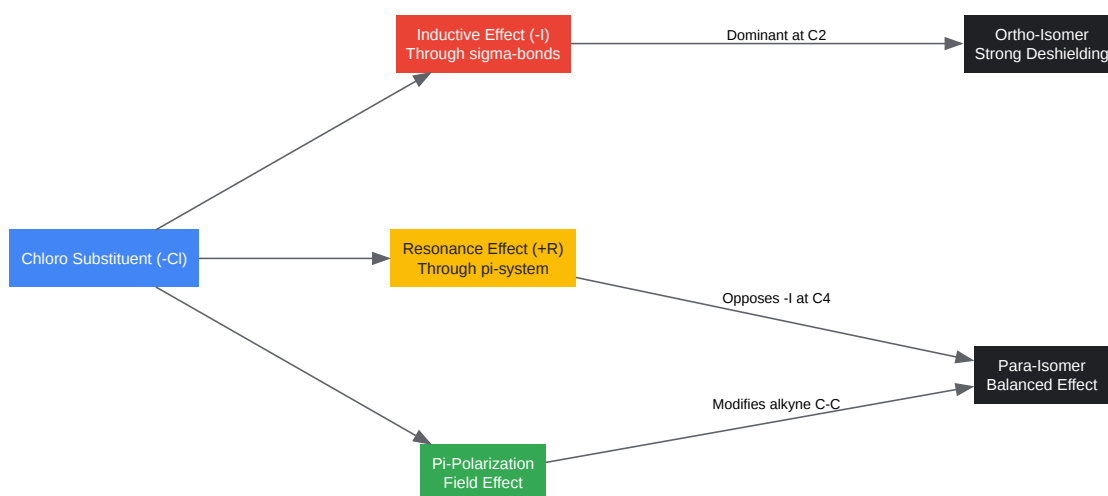 Inductive Effect (-I)
Through sigma-bonds
Dominant at C2
Ortho-Isomer
Strong Deshielding
Chloro Substituent (-Cl)
Resonance Effect (+R)
Through pi-system
Opposes -I at C4
Para-Isomer
Balanced Effect
Modifies alkyne C-C
Pi-Polarization
Field Effect